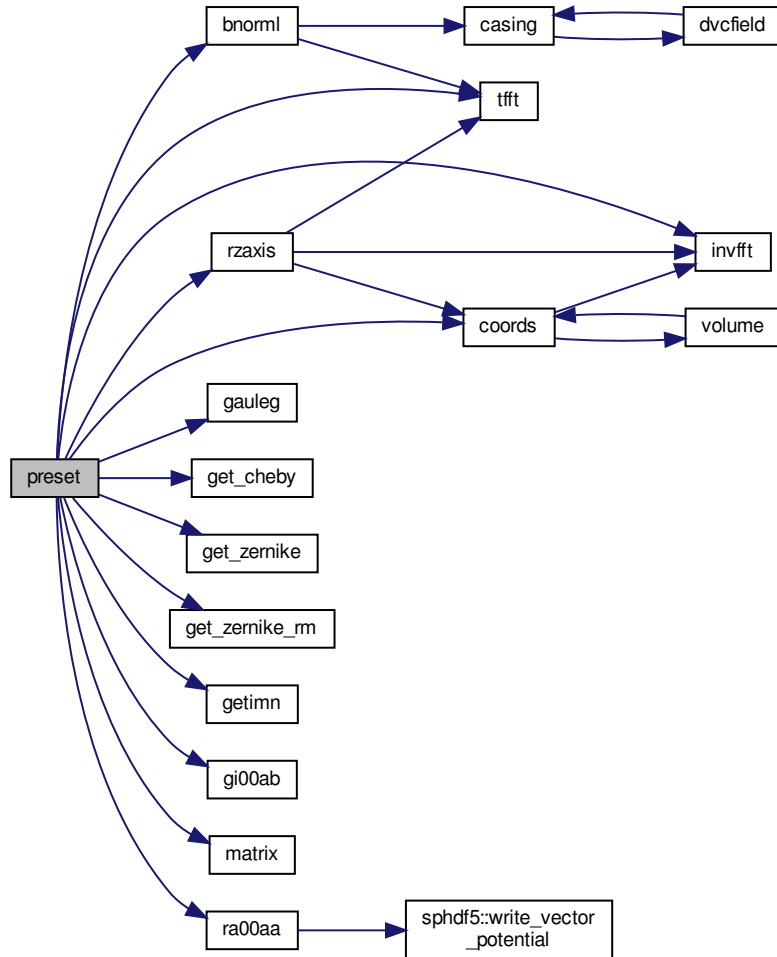 bnorml
casing
dvcfield
tfft
rzaxis
invfft
coords
volume
gauleg
preset
get_cheby
get_zernike
get_zernike_rm
getimn
gi00ab
matrix
ra00aa
sphdf5::write_vector
_potential